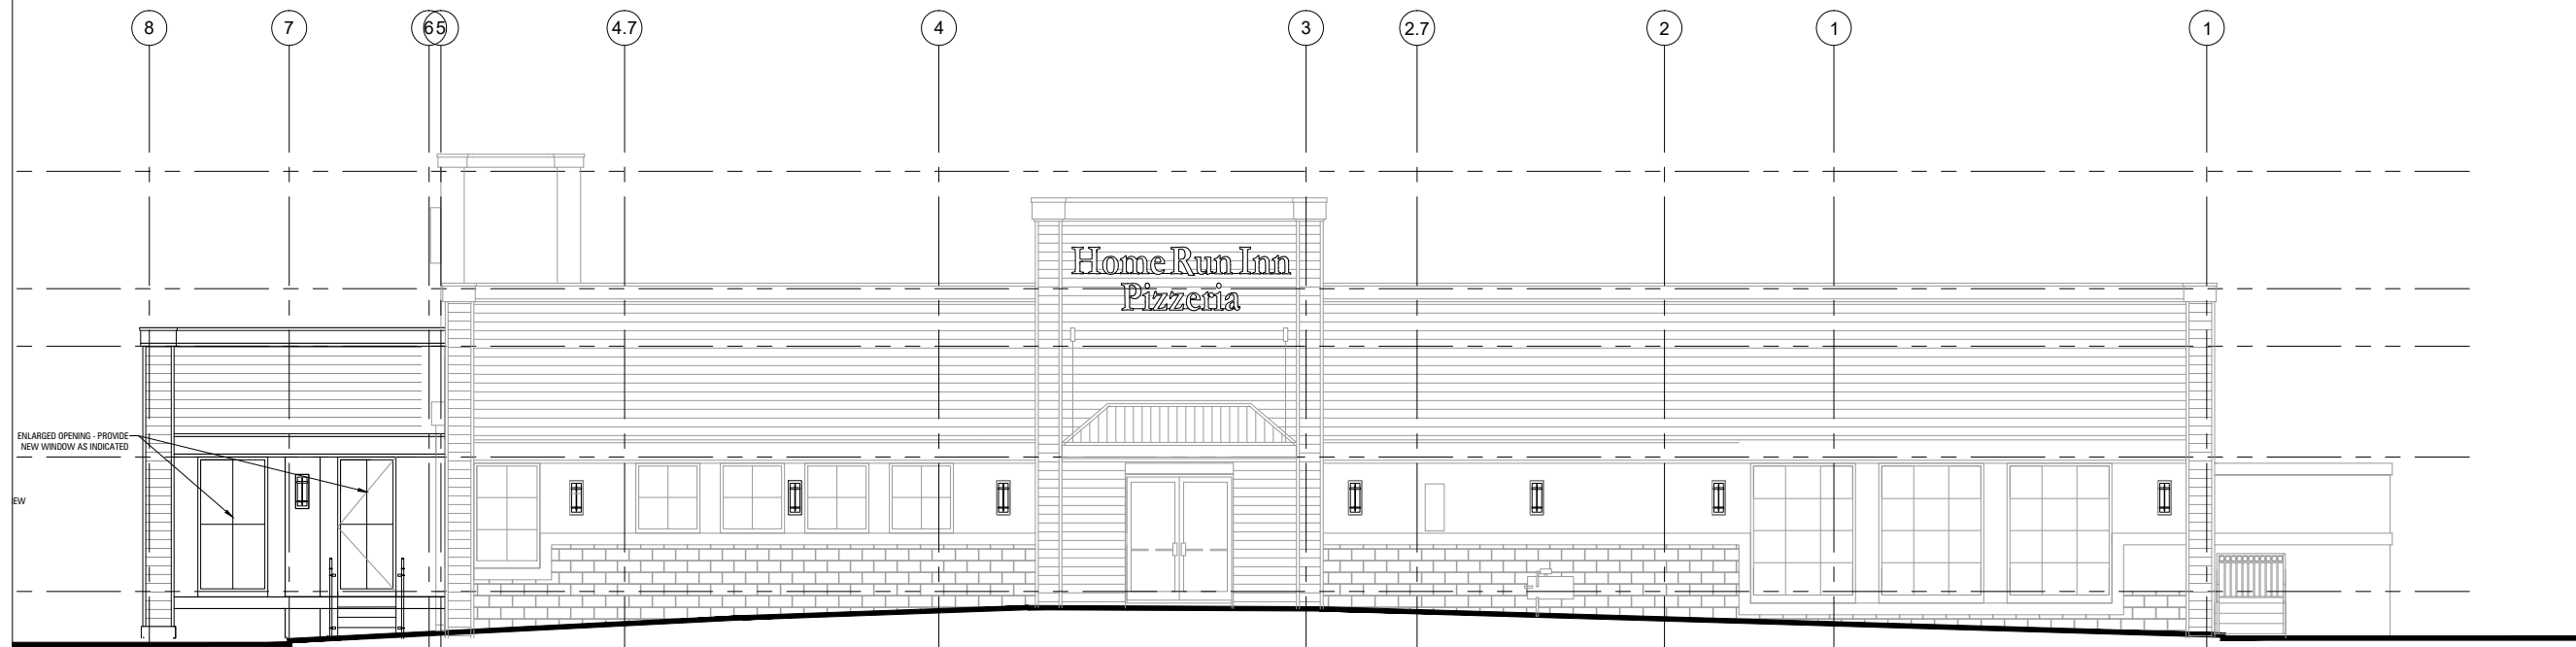 8 7 6 5 4.7 4 3 2.7 2 1 1
Home Run Inn
Pizzeria
ENLARGED OPENING - PROVIDE
NEW WINDOW AS INDICATED
EW